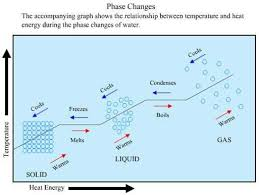 Phase Changes
The accompanying graph shows the relationship between temperature and heat
energy during the phase changes of water.
Cools
Condenses
Cools
Boils
Warms
Cools
Freezes
Melts
Warms
GAS
LIQUID
Warms
SOLID
Temperature
Heat Energy